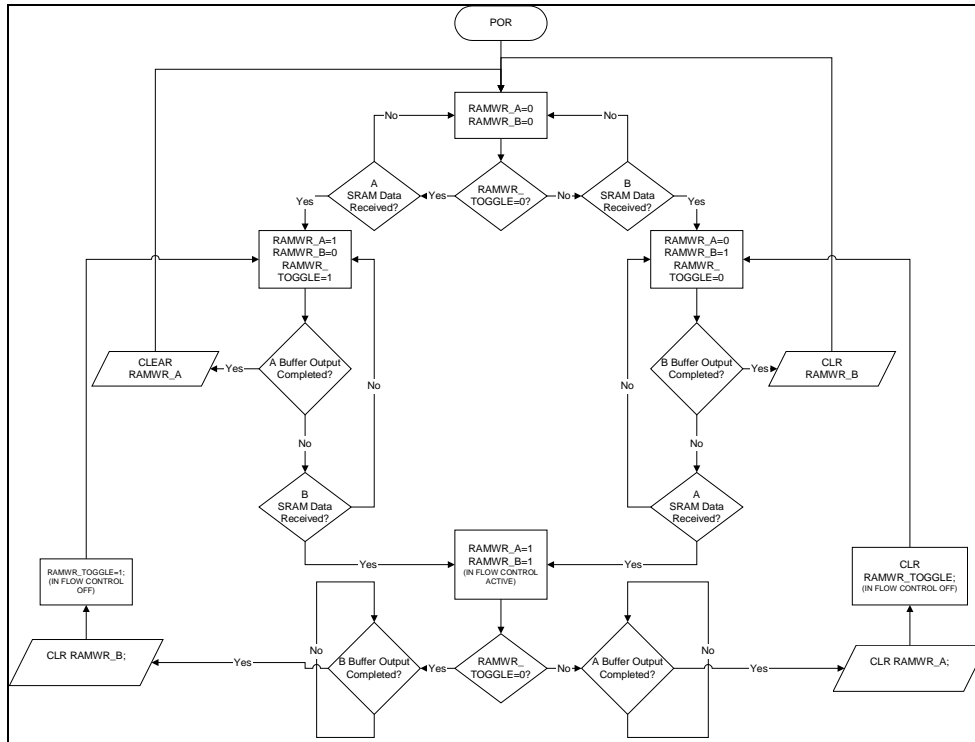 POR
RAMWR_A=0
RAMWR_B=0
No
No
A
SRAM Data
Received?
Yes
RAMWR_
TOGGLE=0?
No
B
SRAM Data
Received?
Yes
Yes
RAMWR_A=1
RAMWR_B=0
RAMWR_
TOGGLE=1
RAMWR_A=0
RAMWR_B=1
RAMWR_
TOGGLE=0
CLEAR
RAMWR_A
Yes
A Buffer Output
Completed?
No
No
B Buffer Output
Completed?
Yes
CLR
RAMWR_B
No
No
B
SRAM Data
Received?
A
SRAM Data
Received?
Yes
RAMWR_A=1
RAMWR_B=1
(IN FLOW CONTROL
ACTIVE)
Yes
RAMWR_TOGGLE=1;
(IN FLOW CONTROL
OFF)
CLR
RAMWR_TOGGLE;
(IN FLOW CONTROL OFF)
CLR RAMWR_B;
Yes
No
B Buffer Output
Completed?
Yes
RAMWR_
TOGGLE=0?
No
A Buffer Output
Completed?
No
Yes
CLR RAMWR_A;